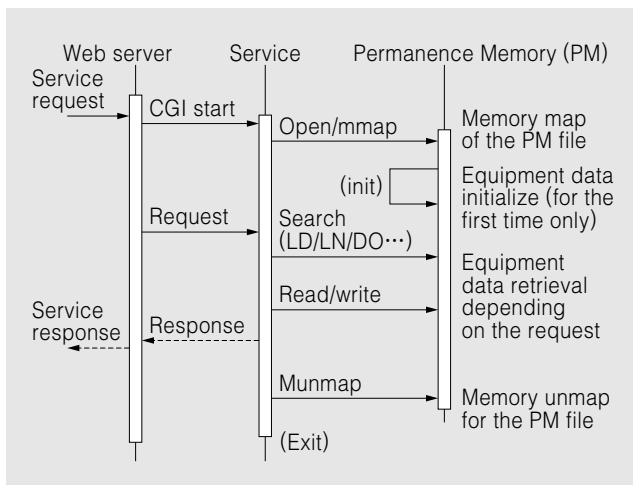 Web server
Service
Permanence Memory (PM)
Service
request
CGI start
Open/mmap
Memory map
of the PM file
(init)
Equipment data
initialize (for the
first time only)
Request
Search
(LD/LN/DO···)
Equipment
data retrieval
depending
on the request
Read/write
Service
response
Response
Munmap
Memory unmap
for the PM file
(Exit)